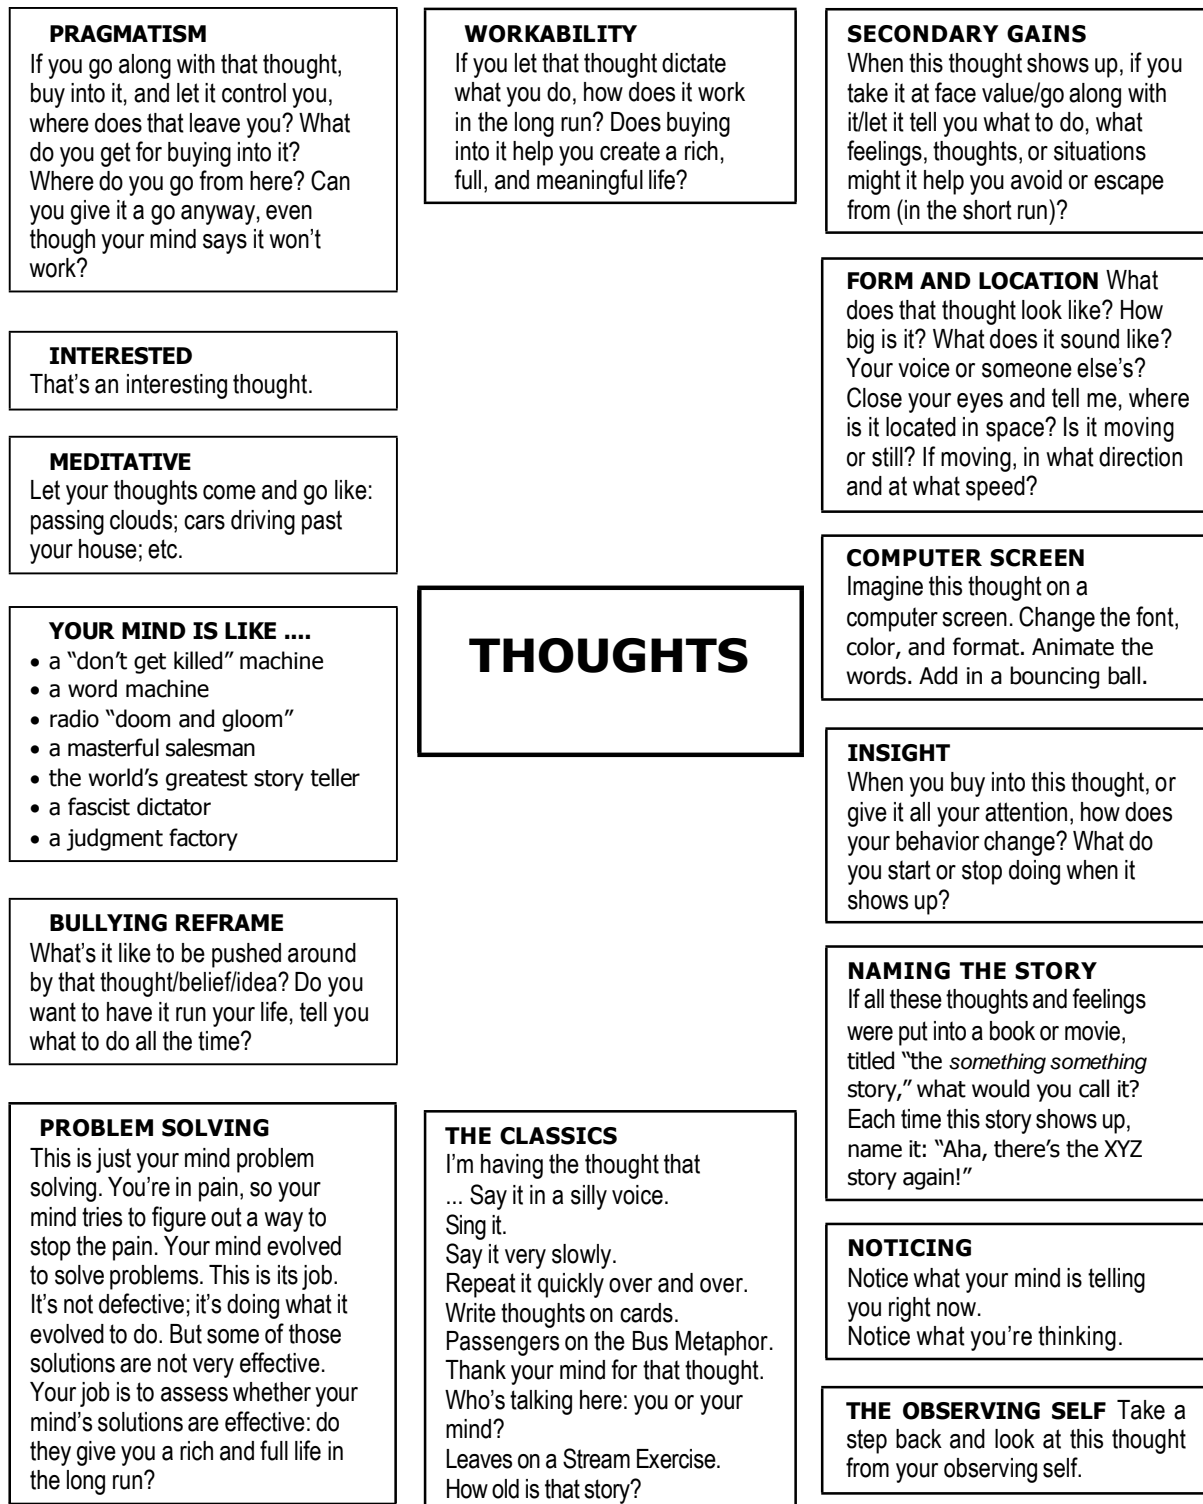 PRAGMATISM
If you go along with that thought,
buy into it, and let it control you,
where does that leave you? What
do you get for buying into it?
Where do you go from here? Can
you give it a go anyway, even
though your mind says it won't
work?
INTERESTED
That's an interesting thought.
MEDITATIVE
Let your thoughts come and go like:
passing clouds; cars driving past
your house; etc.
YOUR MIND IS LIKE ....
• a “don't get killed” machine
• a word machine
• radio “doom and gloom”
• a masterful salesman
• the world's greatest story teller
• a fascist dictator
• a judgment factory
BULLYING REFRAME
What's it like to be pushed around
by that thought/belief/idea? Do you
want to have it run your life, tell you
what to do all the time?
PROBLEM SOLVING
This is just your mind problem
solving. You're in pain, so your
mind tries to figure out a way to
stop the pain. Your mind evolved
to solve problems. This is its job.
It's not defective; it's doing what it
evolved to do. But some of those
solutions are not very effective.
Your job is to assess whether your
mind's solutions are effective: do
they give you a rich and full life in
the long run?
WORKABILITY
If you let that thought dictate
what you do, how does it work
in the long run? Does buying
into it help you create a rich,
full, and meaningful life?
THOUGHTS
THE CLASSICS
I'm having the thought that
... Say it in a silly voice.
Sing it.
Say it very slowly.
Repeat it quickly over and over.
Write thoughts on cards.
Passengers on the Bus Metaphor.
Thank your mind for that thought.
Who's talking here: you or your
mind?
Leaves on a Stream Exercise.
How old is that story?
SECONDARY GAINS
When this thought shows up, if you
take it at face value/go along with
it/let it tell you what to do, what
feelings, thoughts, or situations
might it help you avoid or escape
from (in the short run)?
FORM AND LOCATION What
does that thought look like? How
big is it? What does it sound like?
Your voice or someone else's?
Close your eyes and tell me, where
is it located in space? Is it moving
or still? If moving, in what direction
and at what speed?
COMPUTER SCREEN
Imagine this thought on a
computer screen. Change the font,
color, and format. Animate the
words. Add in a bouncing ball.
INSIGHT
When you buy into this thought, or
give it all your attention, how does
your behavior change? What do
you start or stop doing when it
shows up?
NAMING THE STORY
If all these thoughts and feelings
were put into a book or movie,
titled “the something something
story,” what would you call it?
Each time this story shows up,
name it: “Aha, there's the XYZ
story again!”
NOTICING
Notice what your mind is telling
you right now.
Notice what you're thinking.
THE OBSERVING SELF Take a
step back and look at this thought
from your observing self.